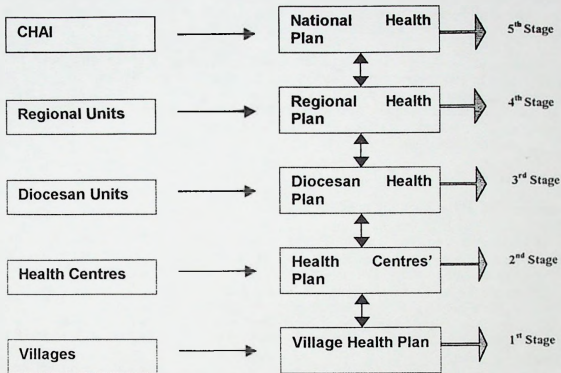 CHAI
National Health
Plan
5th Stage
Regional Units
Regional Health
Plan
4th Stage
Diocesan Units
Diocesan Health
Plan
3rd Stage
Health Centres
Health Centres'
Plan
2nd Stage
Villages
Village Health Plan
1st Stage